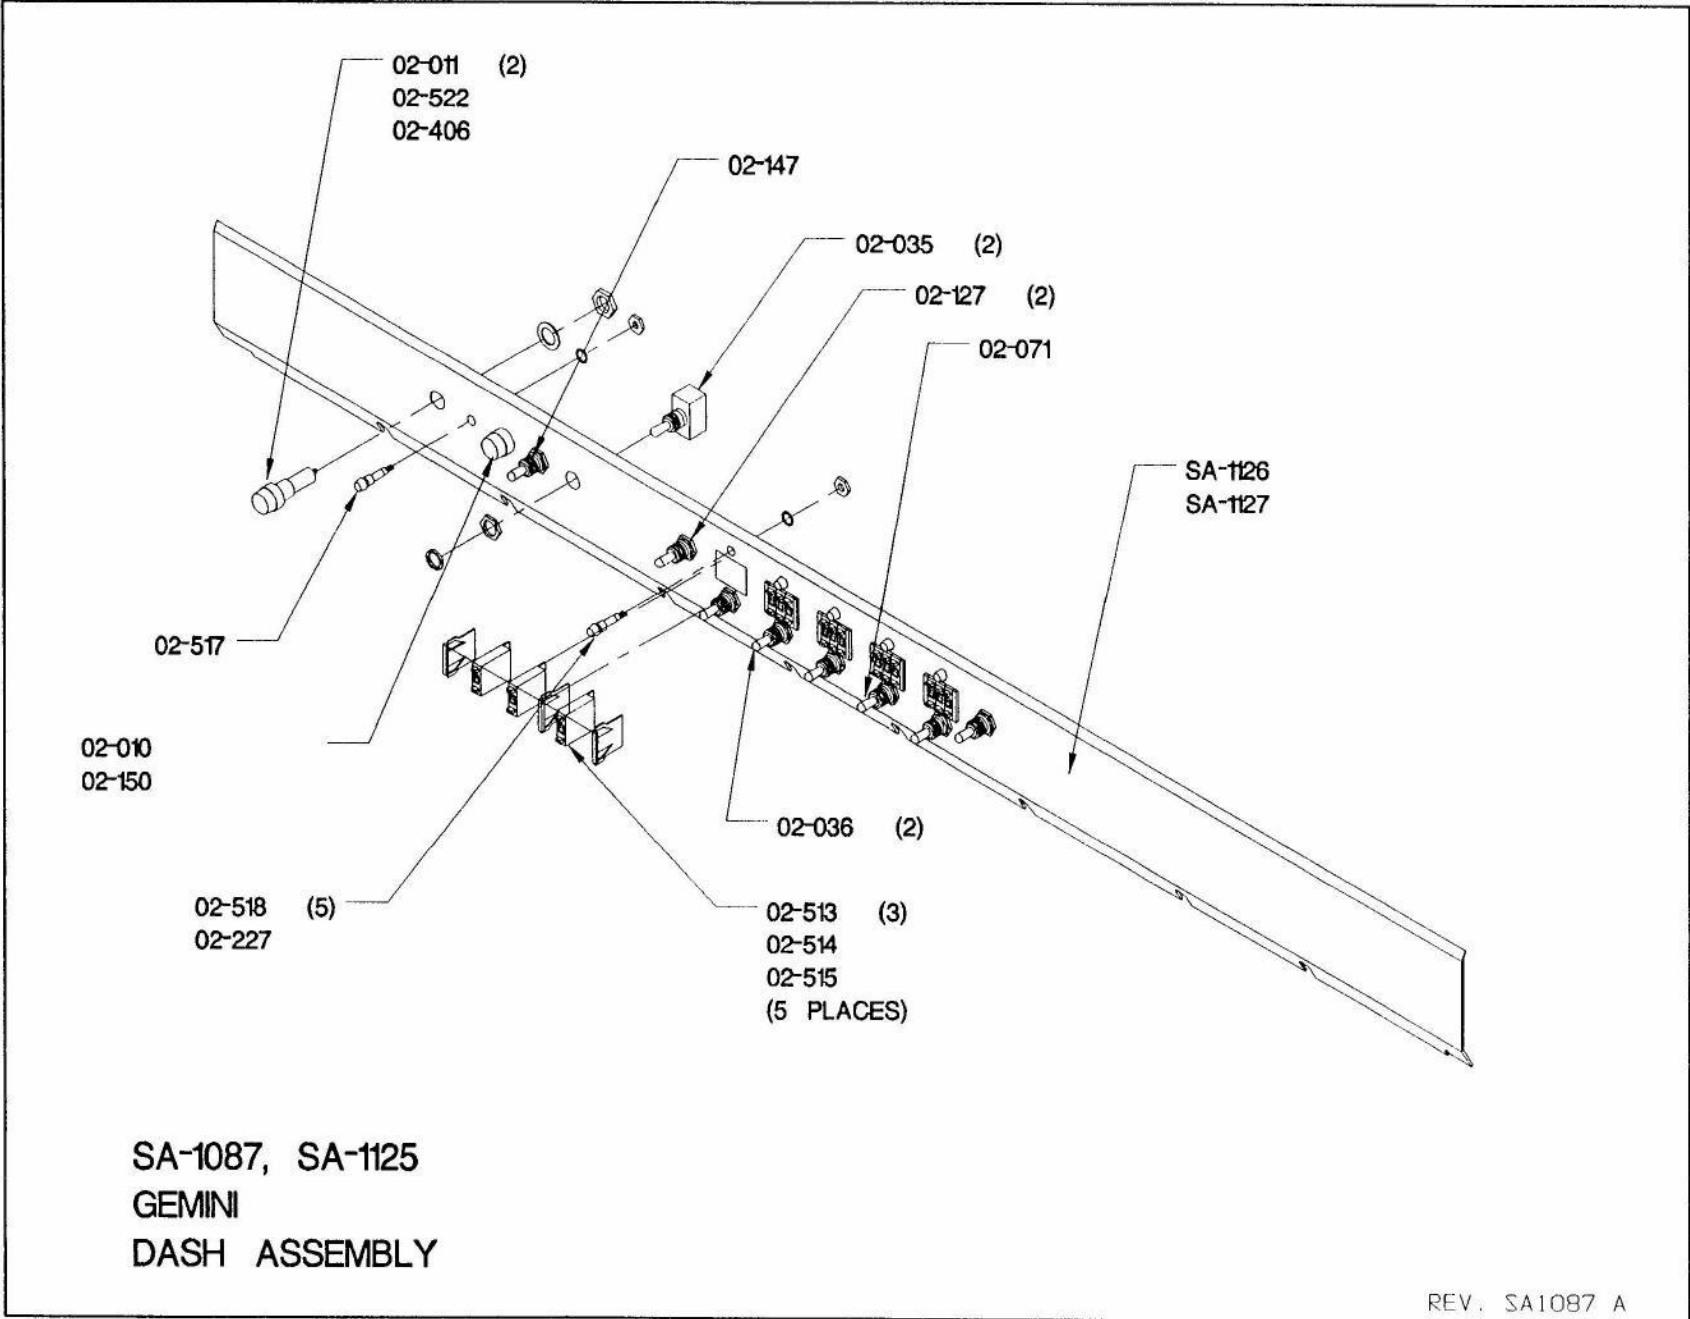 02-011 (2)
02-522
02-406
02-147
02-035 (2)
02-127 (2)
02-071
SA-1126
SA-1127
02-517
02-010
02-150
02-036 (2)
02-518 (5)
02-227
02-513 (3)
02-514
02-515
(5 PLACES)
SA-1087, SA-1125
GEMINI
DASH ASSEMBLY
REV. SA1087 A